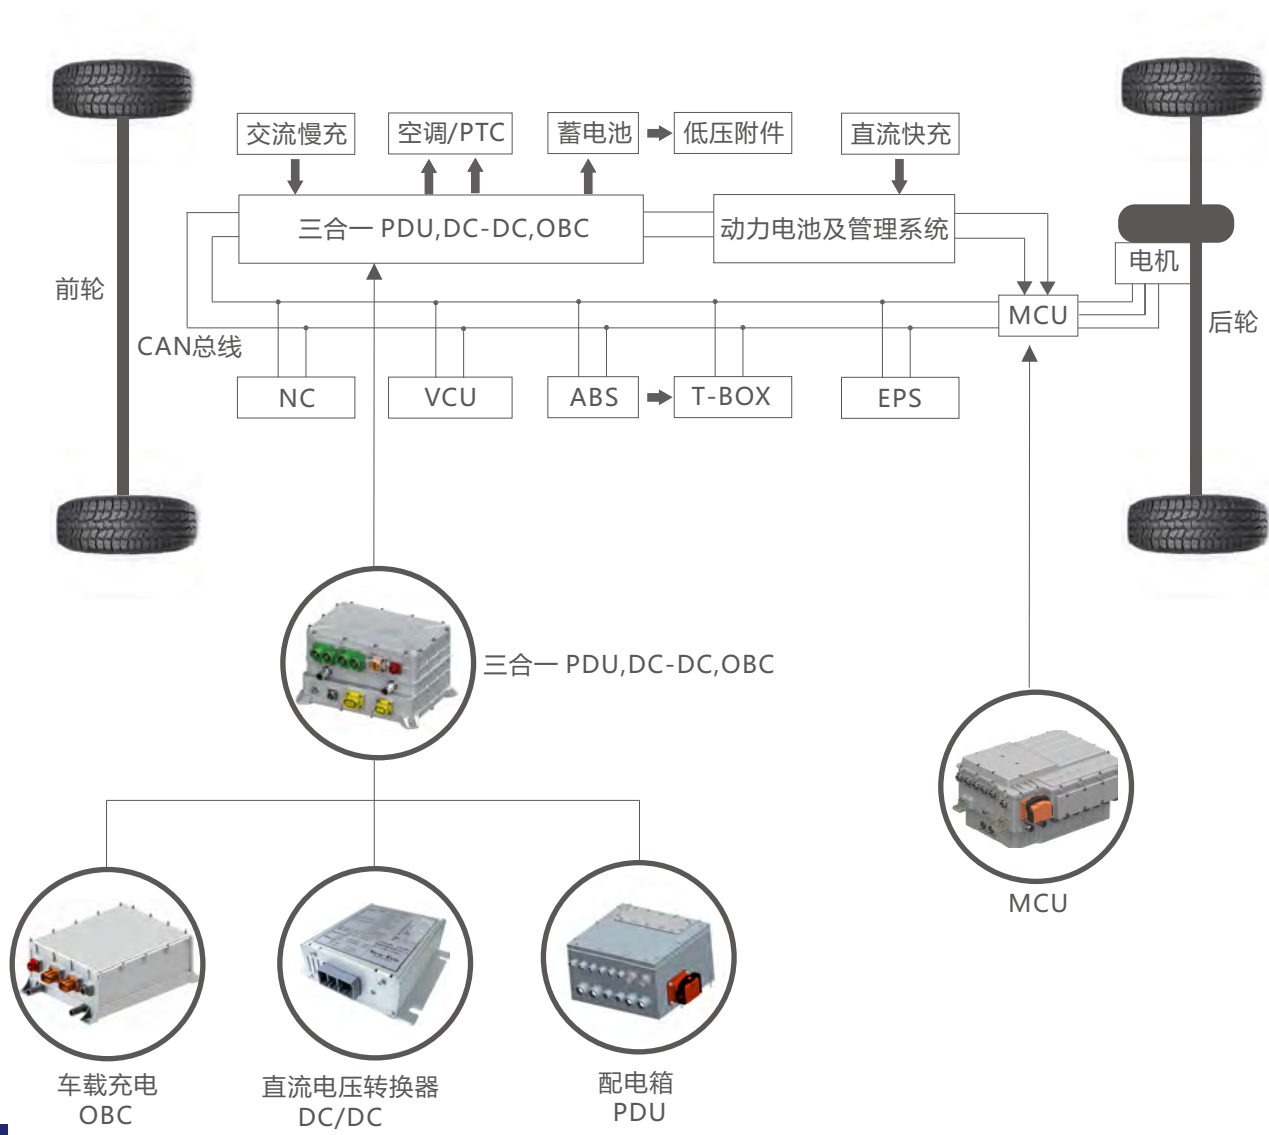 交流慢充
空调/PTC
蓄电池
低压附件
直流快充
三合一 PDU,DC-DC,OBC
动力电池及管理系统
电机
前轮
MCU
后轮
CAN总线
NC
VCU
ABS
T-BOX
EPS
三合一 PDU,DC-DC,OBC
MCU
车载充电
OBC
直流电压转换器
DC/DC
配电箱
PDU